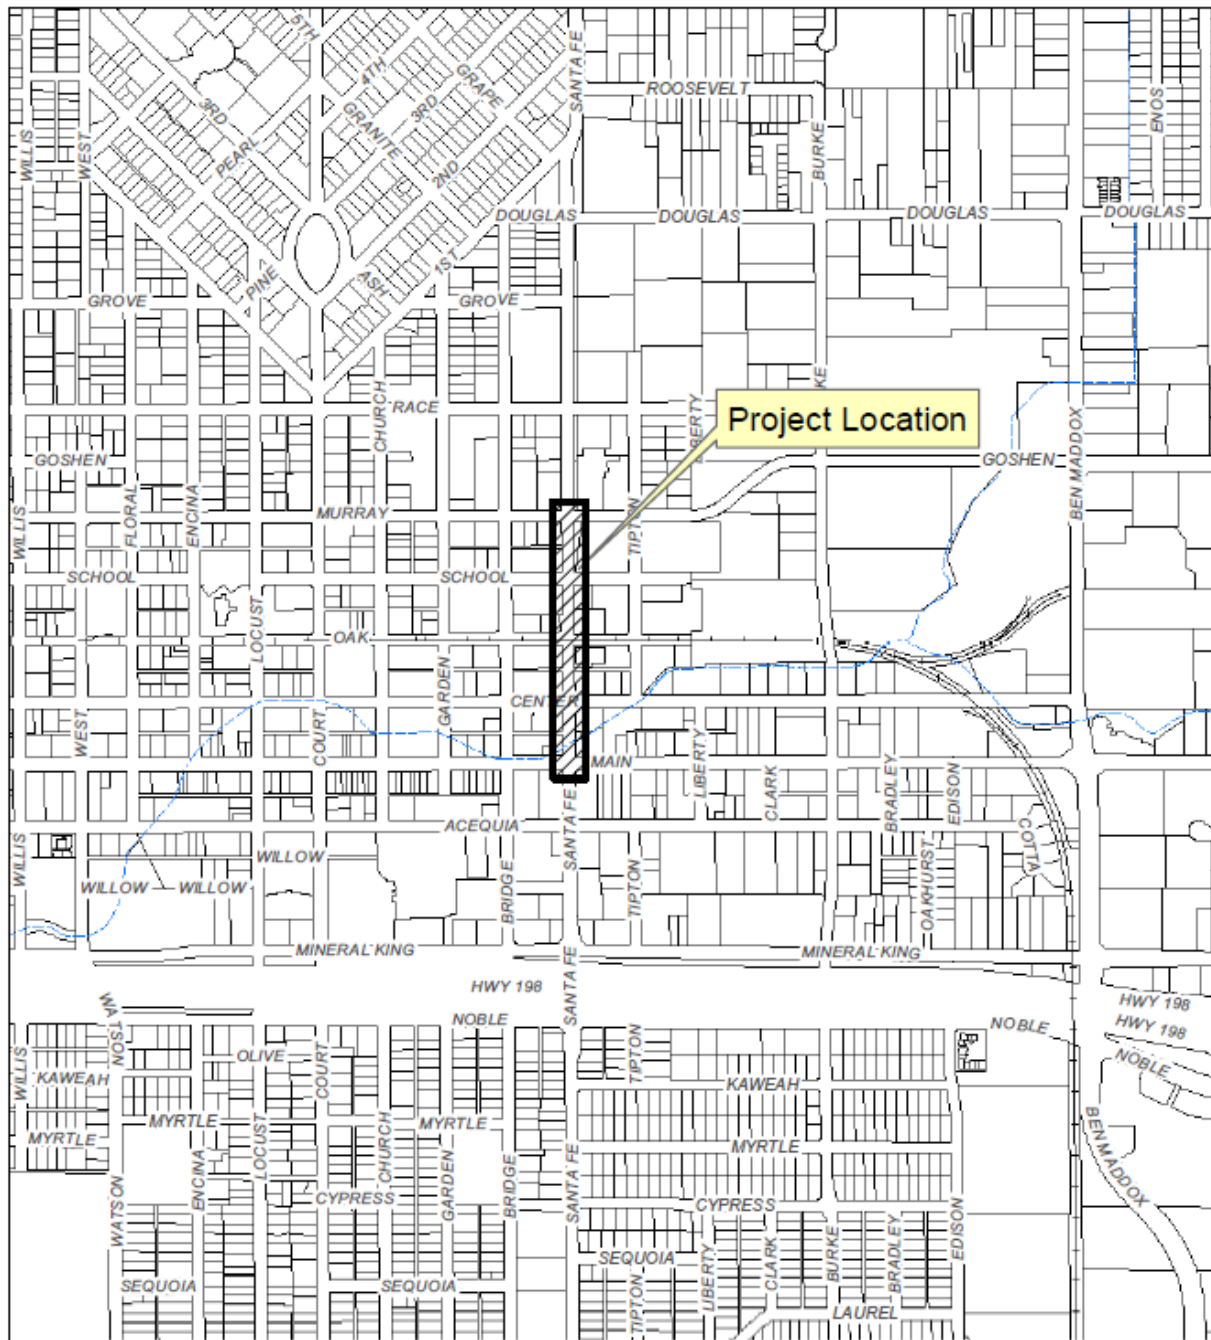 5TH
SANTA FE
4TH
GRAPE
ROOSEVELT
3RD
3RD
ENOS
GRANITE
WILLIS
WEST
PEARL
BURKE
2ND
DOUGLAS
DOUGLAS
DOUGLAS
DOUGLAS
1ST
PINE
ASH
GROVE
GROVE
KE
CHURCH
RACE
BERTY
Project Location
GOSHEN
GOSHEN
BEN MADDOX
WILLIS
FLORAL
ENCINA
MURRAY
TIPTON
SCHOOL
SCHOOL
LOCUST
OAK
GARDEN
CENTER
WEST
COURT
MAIN
LIBERTY
CLARK
BRADLEY
EDISON
ACEQUIA
SANTA FE
COTTA
WILLIS
WILLOW
WILLOW
WILLOW
BRIDGE
TIPTON
OAKHURST
MINERAL KING
MINERAL KING
SANTA FE
HWY 198
HWY 198
WATSON
NOBLE
NOBLE
HWY 198
NOBLE
WILLIS
OLIVE
COURT
TIPTON
KAWEAH
KAWEAH
MYRTLE
MYRTLE
MYRTLE
MYRTLE
LOCUST
CHURCH
BEN MADDOX
WATSON
ENCINA
CYPRESS
GARDEN
BRIDGE
SANTA FE
CYPRESS
EDISON
SEQUOIA
SEQUOIA
SEQUOIA
TIPTON
LIBERTY
CLARK
BURKE
BRADLEY
LAUREL